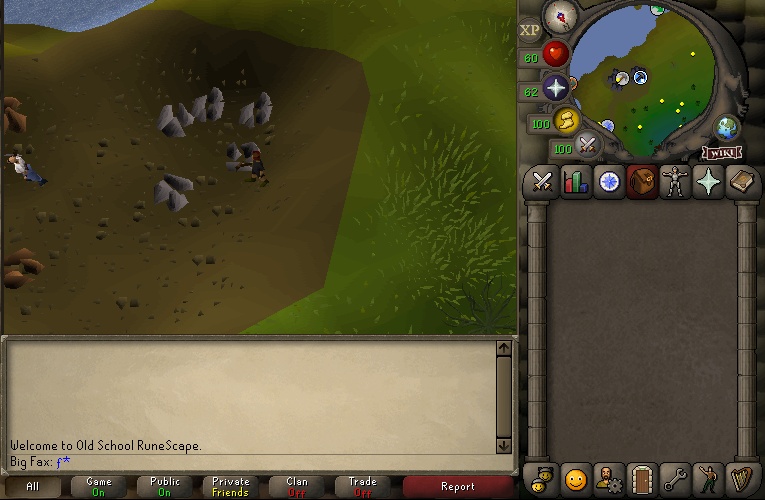 XP
60
62
100
100
WIKI
Welcome to Old School RuneScape.
Big Fax: f*
All
Game
On
Public
On
Private
Friends
Clan
Off
Trade
Off
Report